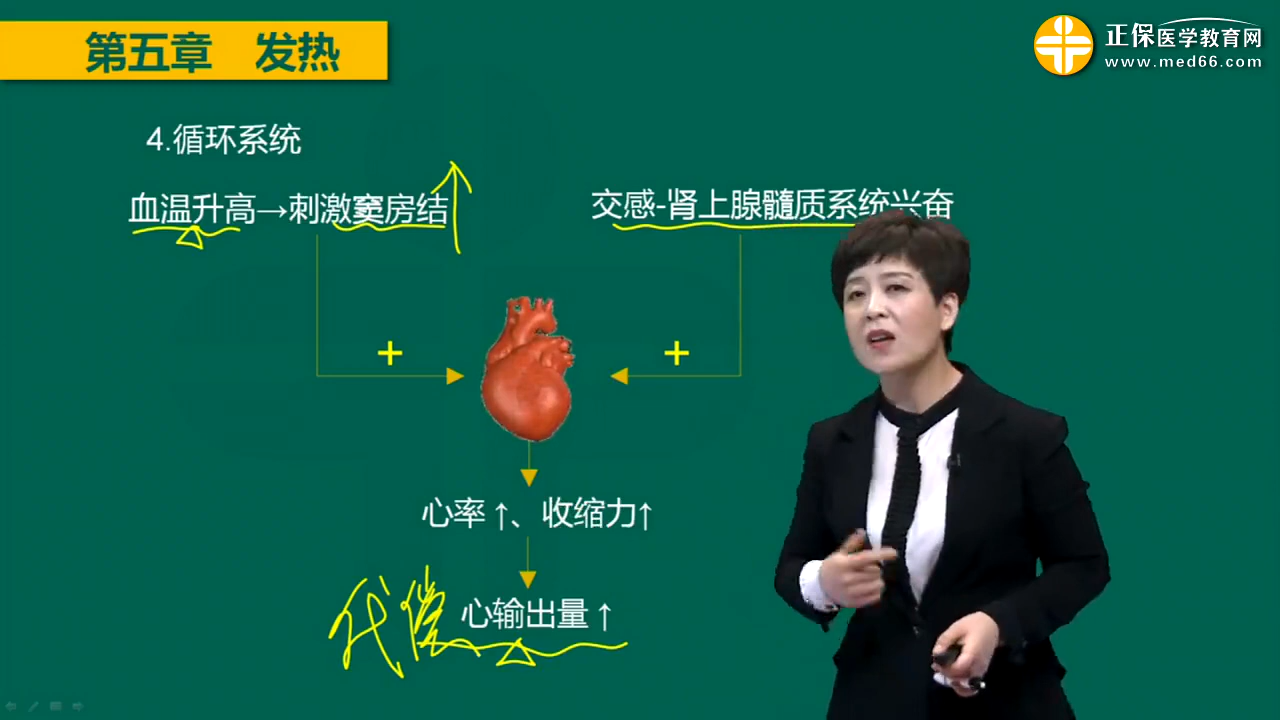 第五章 发热
正保医学教育网
www.med66.com
4.循环系统
血温升高→刺激窦房结
交感-肾上腺髓质系统兴奋
+
+
心率↑、收缩力↑
代偿
心输出量↑